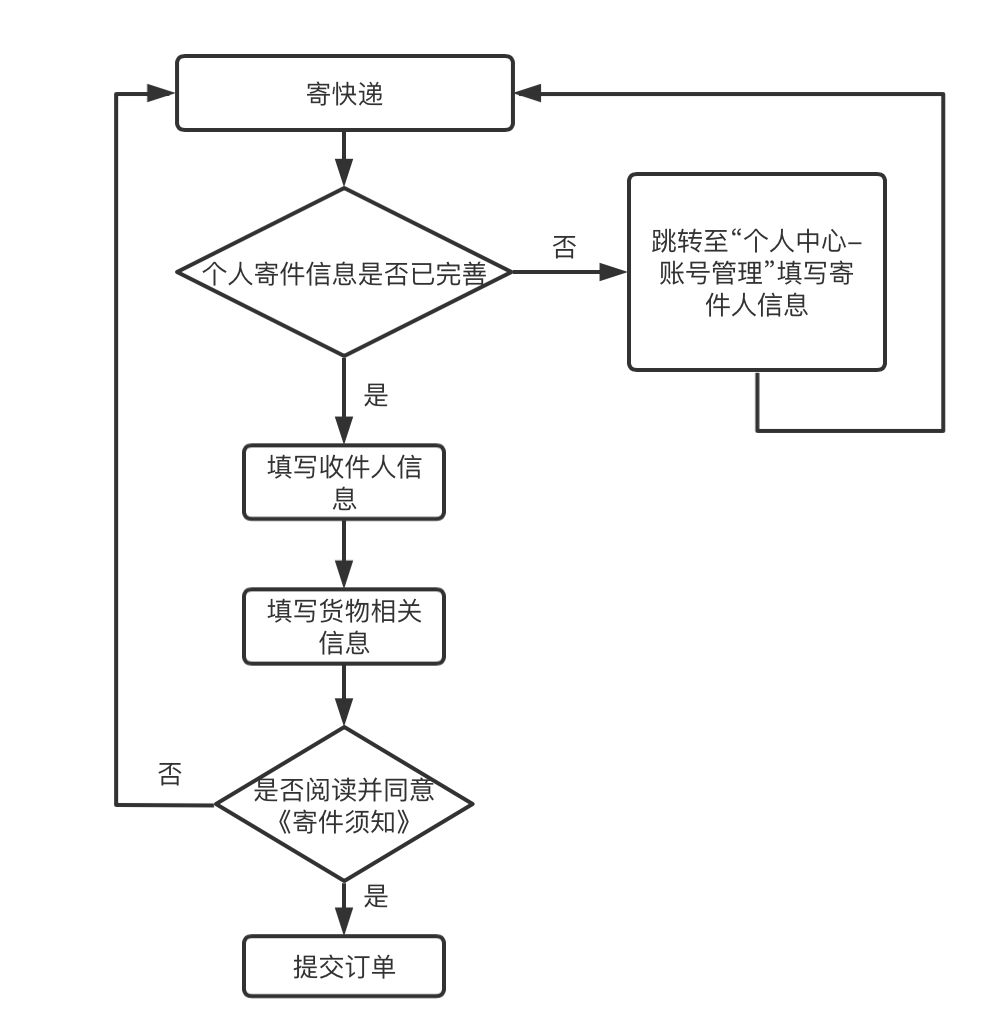 寄快递
个人寄件信息是否已完善
否
跳转至“个人中心–
账号管理”填写寄
件人信息
是
填写收件人信
息
填写货物相关
信息
否
是否阅读并同意
《寄件须知》
是
提交订单